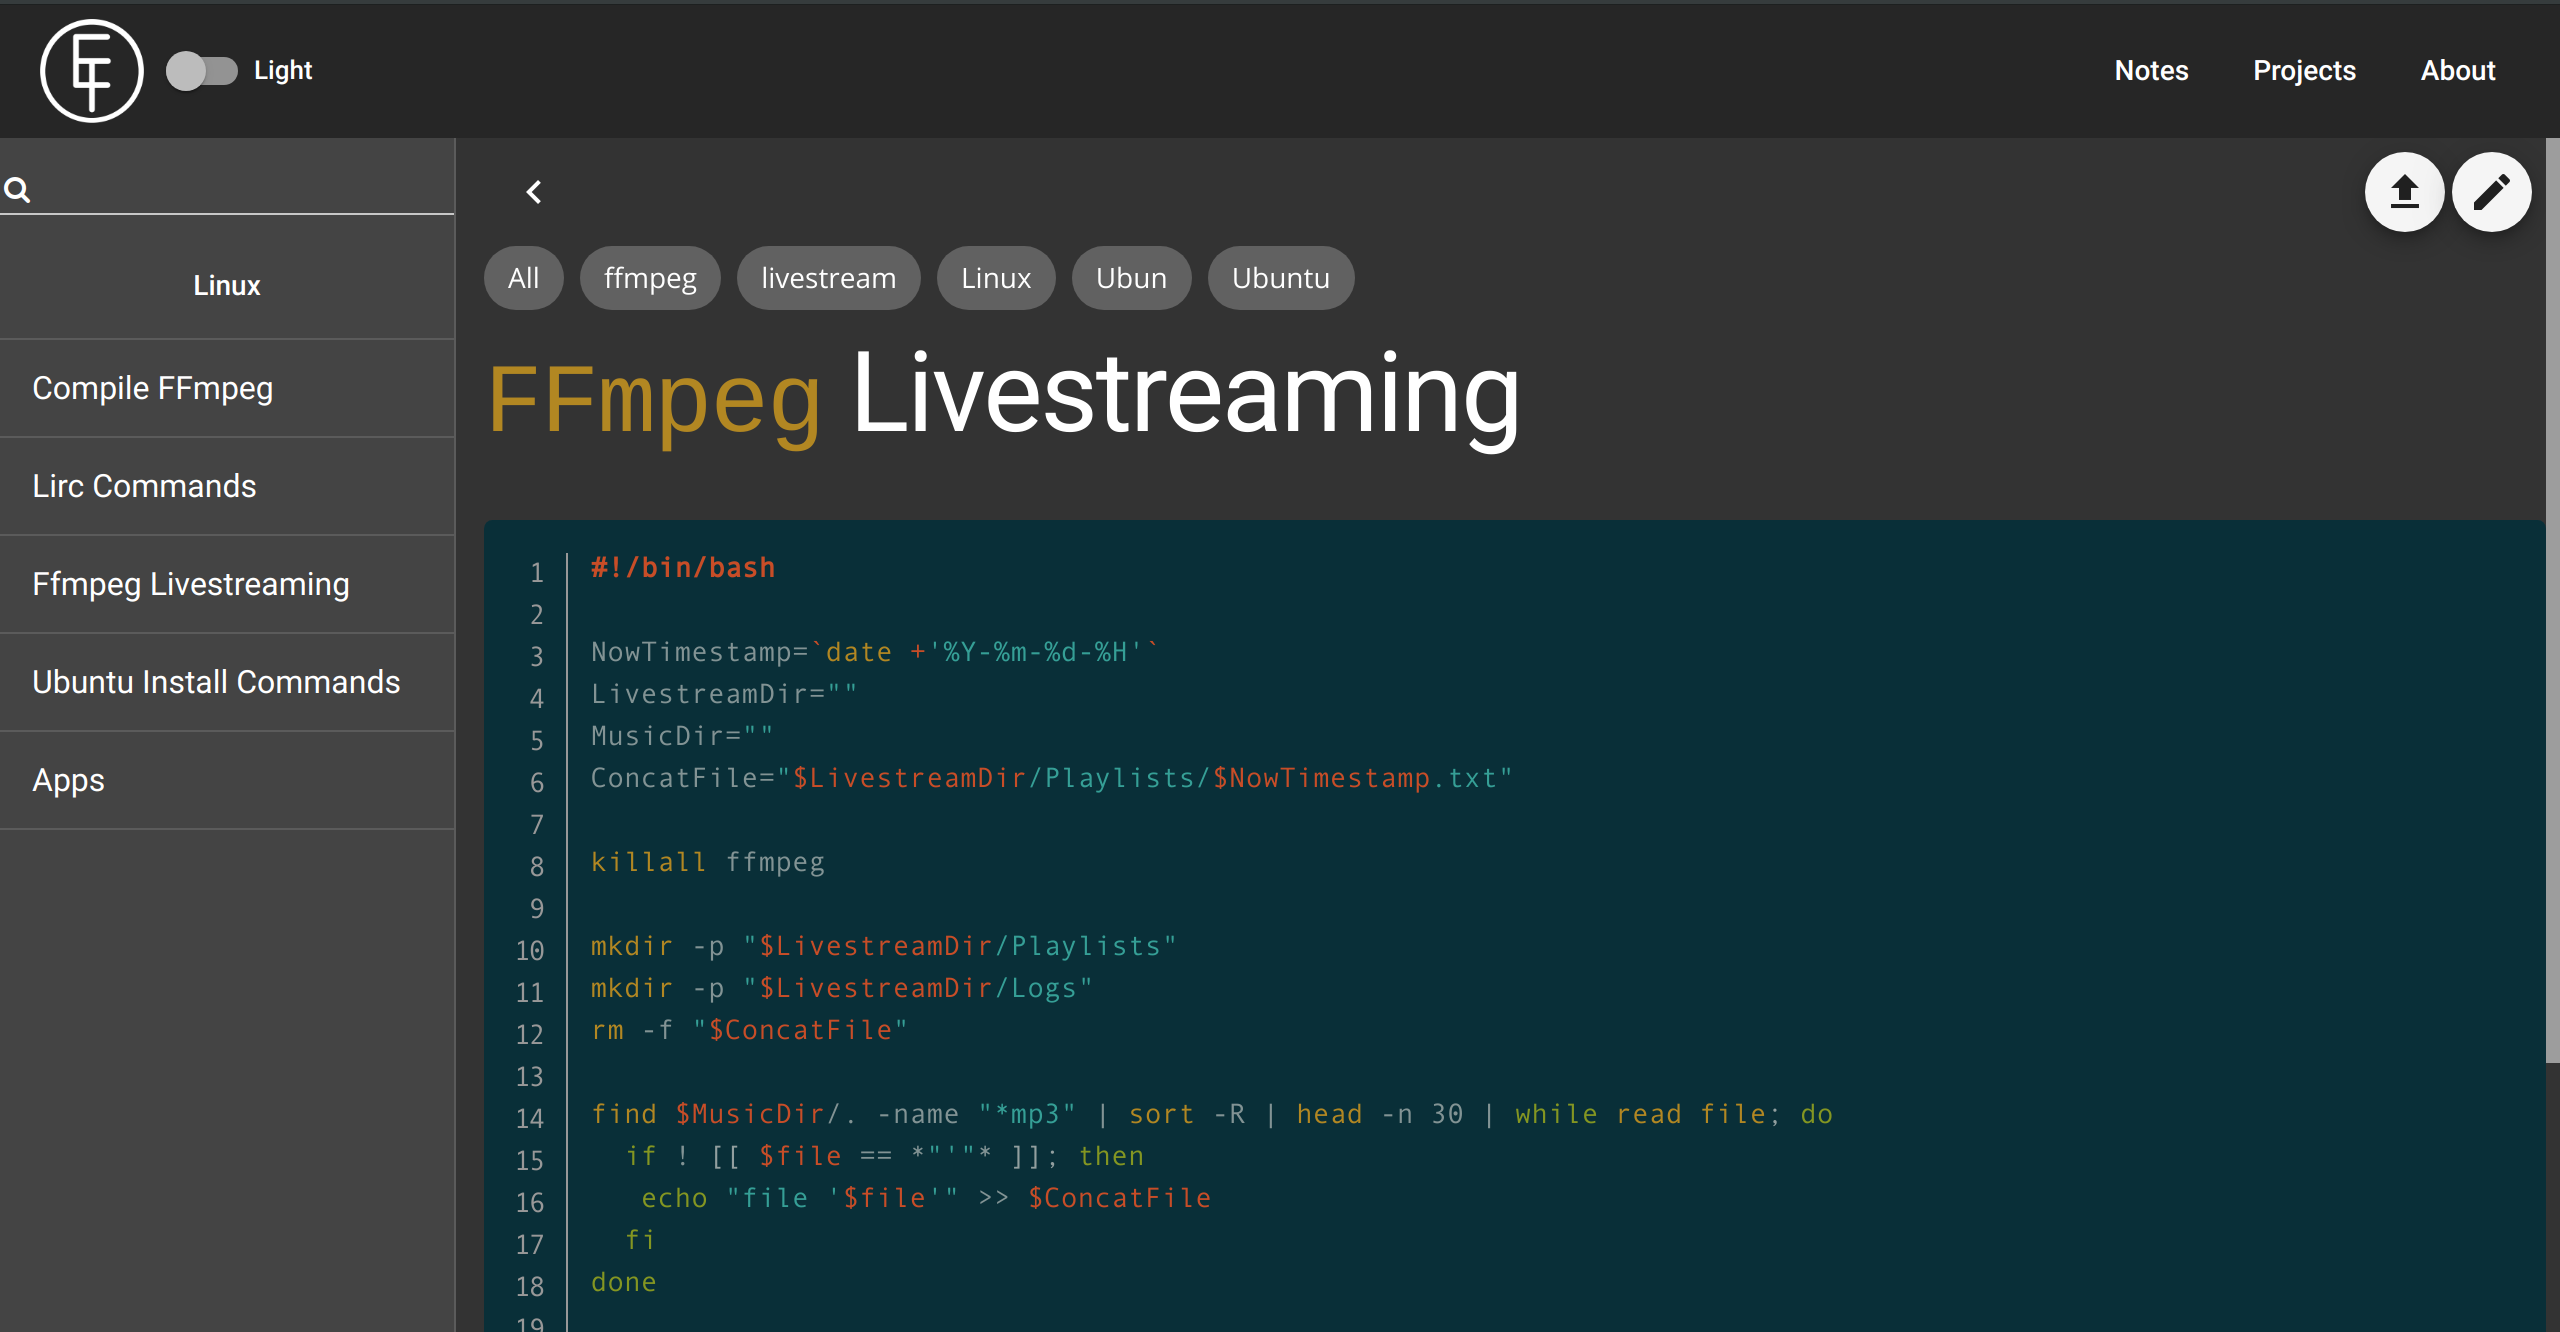 Light
Notes Projects About
Linux
Compile FFmpeg
Lirc Commands
Ffmpeg Livestreaming
Ubuntu Install Commands
Apps
All ffmpeg livestream Linux Ubun Ubuntu
FFmpeg Livestreaming
1 #!/bin/bash
2
3 NowTimestamp=`date +'%Y-%m-%d-%H'`
4 LivestreamDir=""
5 MusicDir=""
6 ConcatFile="$LivestreamDir/Playlists/$NowTimestamp.txt"
7
8 killall ffmpeg
9
10 mkdir -p "$LivestreamDir/Playlists"
11 mkdir -p "$LivestreamDir/Logs"
12 rm -f "$ConcatFile"
13
14 find $MusicDir/. -name "*mp3" | sort -R | head -n 30 | while read file; do
15   if ! [[ $file == *"'"* ]]; then
16    echo "file '$file'" >> $ConcatFile
17   fi
18 done
19